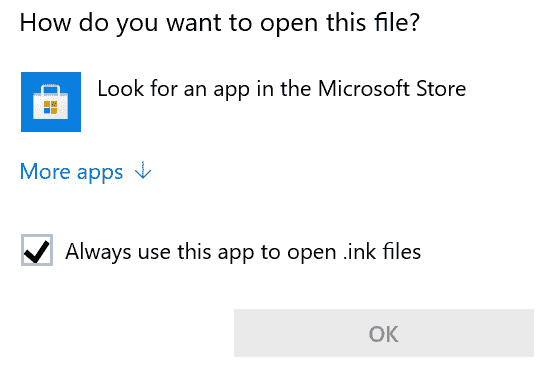 How do you want to open this file?
Look for an app in the Microsoft Store
More apps ↓
Always use this app to open .ink files
OK